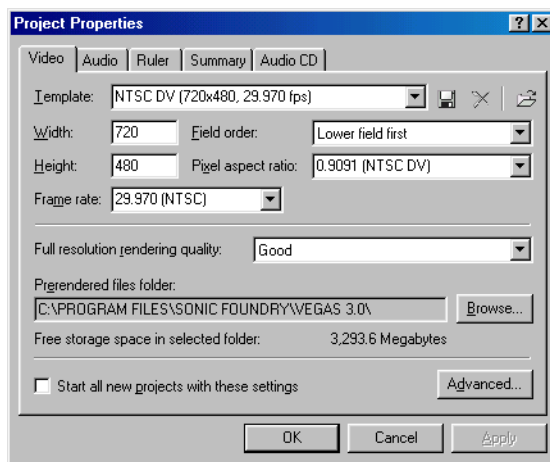 Project Properties
Video Audio Ruler Summary Audio CD
Template: NTSC DV (720x480, 29.970 fps)
Width: 720 Field order: Lower field first
Height: 480 Pixel aspect ratio: 0.9091 (NTSC DV)
Frame rate: 29.970 (NTSC)
Full resolution rendering quality: Good
Prerendered files folder:
C:\PROGRAM FILES\SONIC FOUNDRY\VEGAS 3.0\ Browse...
Free storage space in selected folder: 3,293.6 Megabytes
Start all new projects with these settings Advanced...
OK Cancel Apply